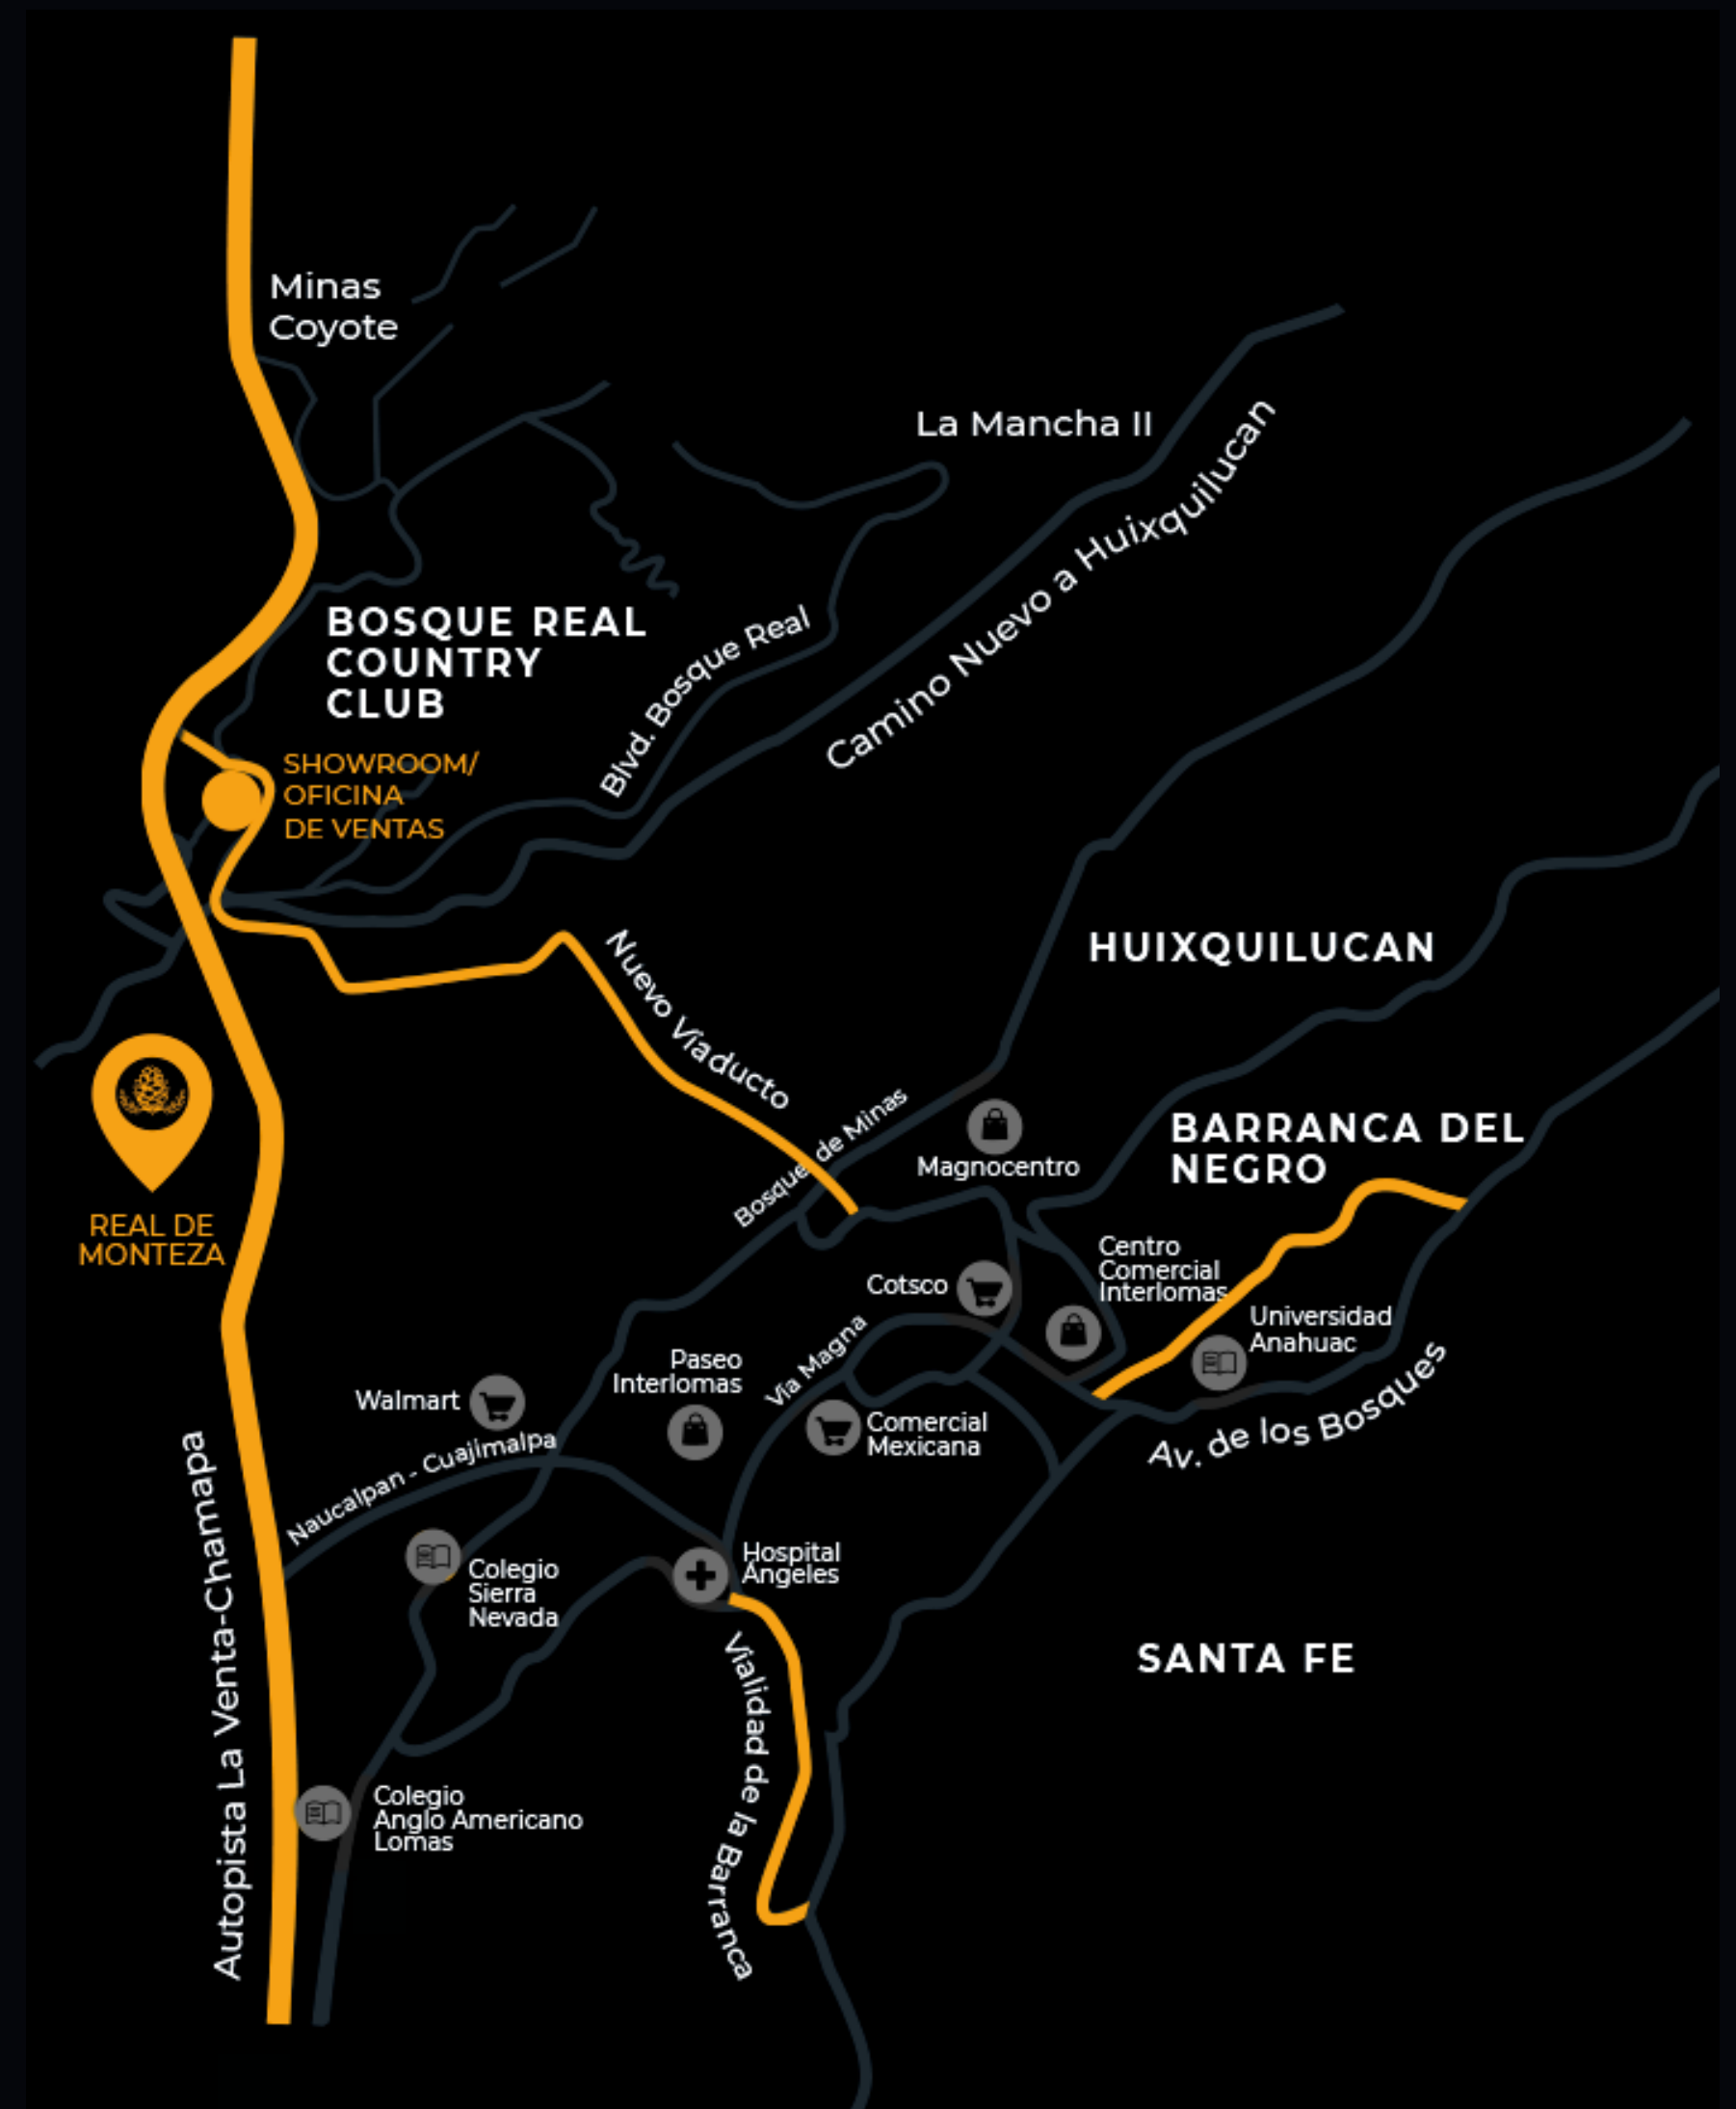 Minas
Coyote
La Mancha II
Camino Nuevo a Huixquilucan
BOSQUE REAL
COUNTRY
CLUB
Blvd. Bosque Real
SHOWROOM/
OFICINA
DE VENTAS
HUIXQUILUCAN
Nuevo Viaducto
Bosque de Minas
BARRANCA DEL
NEGRO
Magnocentro
REAL DE
MONTEZA
Centro
Comercial
Interlomas
Cotsco
Universidad
Anahuac
Vía Magna
Paseo
Interlomas
Walmart
Comercial
Mexicana
Av. de los Bosques
Naucalpan - Cuajimalpa
Autopista La Venta-Chamapa
Hospital
Ángeles
Colegio
Sierra
Nevada
Vialidad de la Barranca
SANTA FE
Colegio
Anglo Americano
Lomas